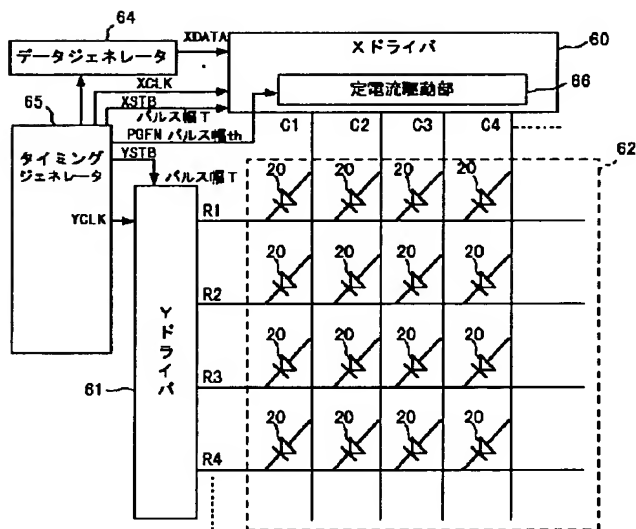 64
データジェネレータ
XDATA
Xドライバ
60
定電流駆動部
66
65
XCLK
XSTB
パルス幅T
PGFN パルス幅th
YSTB
パルス幅T
タイミング
ジェネレータ
YCLK
C1 C2 C3 C4
62
20 20 20 20
R1
20 20 20 20
R2
Yドライバ
61
20 20 20 20
R3
20 20 20 20
R4